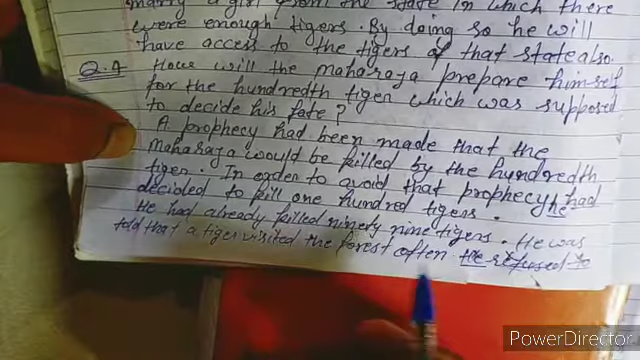 marry a girl from the state in which there
were enough tigers. By doing so he will
have access to the tigers of that state also.
Q.7 How will the maharaja prepare himself
for the hundredth tiger which was supposed
to decide his fate?
A prophecy had been made that the
Maharaja would be killed by the hundredth
tiger. In order to avoid that prophecy he had
decided to kill one hundred tigers.
He had already killed ninety nine tigers. He was
told that a tiger visited the forest often. He refused to
PowerDirector